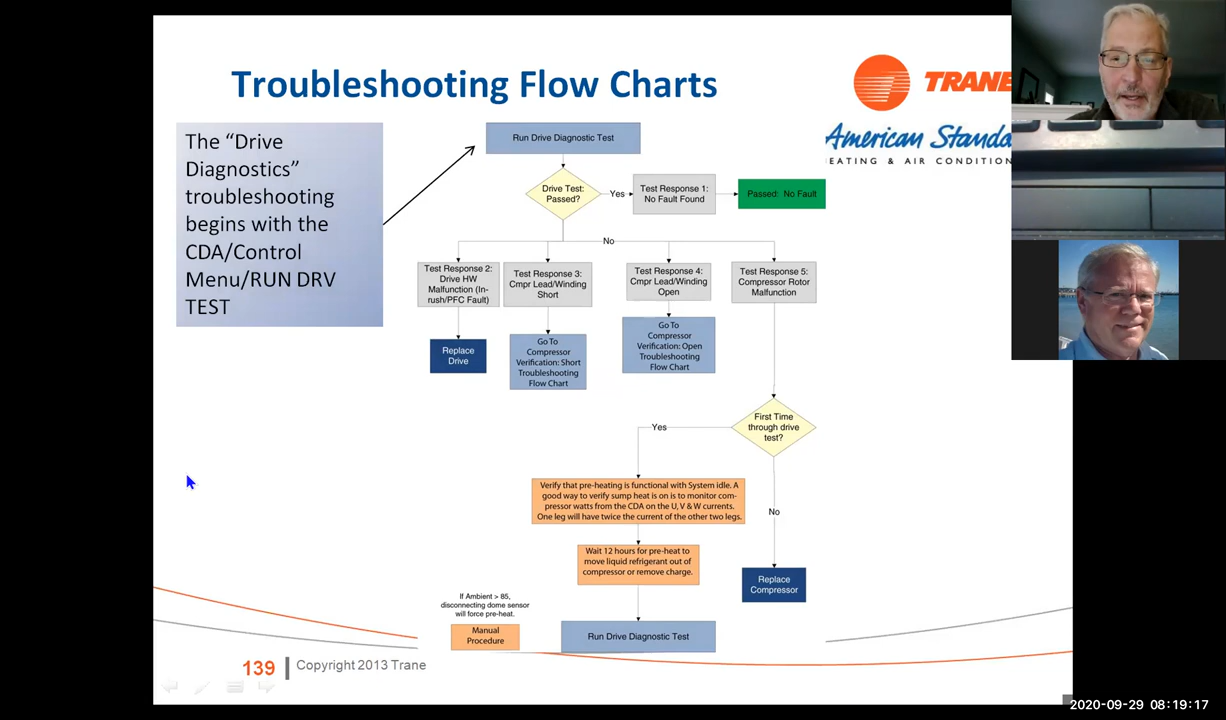 Troubleshooting Flow Charts
TRANE
American Standa
EATING & AIR CONDITION
The “Drive
Diagnostics”
troubleshooting
begins with the
CDA/Control
Menu/RUN DRV
TEST
Run Drive Diagnostic Test
Drive Test:
Passed?
Yes
Test Response 1:
No Fault Found
Passed: No Fault
No
Test Response 2:
Drive HW
Malfunction (In-
rush/PFC Fault)
Test Response 3:
Cmpr Lead/Winding
Short
Test Response 4:
Cmpr Lead/Winding
Open
Test Response 5:
Compressor Rotor
Malfunction
Replace
Drive
Go To
Compressor
Verification: Short
Troubleshooting
Flow Chart
Go To
Compressor
Verification: Open
Troubleshooting
Flow Chart
First Time
through drive
test?
Yes
No
Verify that pre-heating is functional with System idle. A
good way to verify sump heat is on is to monitor com-
pressor watts from the CDA on the U, V & W currents.
One leg will have twice the current of the other two legs.
Wait 12 hours for pre-heat to
move liquid refrigerant out of
compressor or remove charge.
Replace
Compressor
If Ambient > 85,
disconnecting dome sensor
will force pre-heat.
Manual
Procedure
Run Drive Diagnostic Test
139
Copyright 2013 Trane
2020-09-29 08:19:17